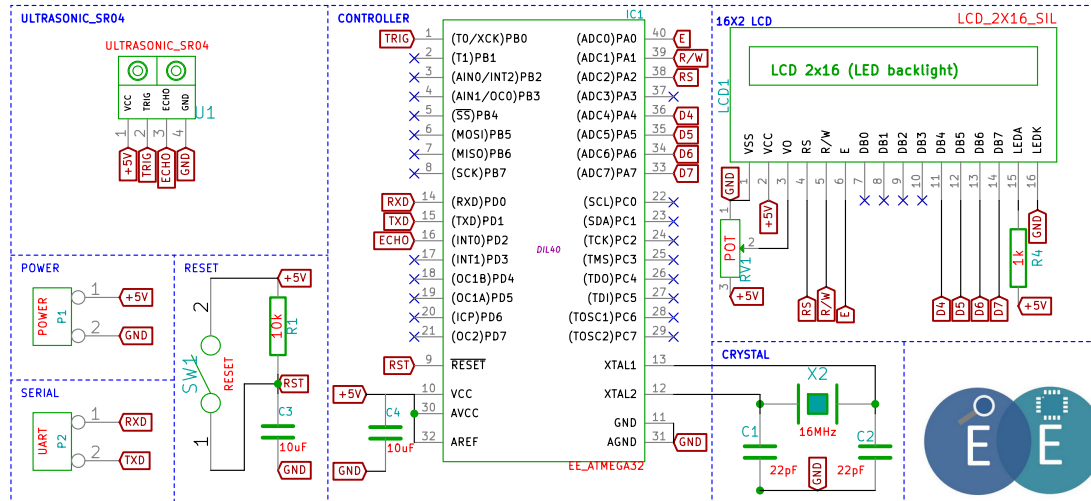 ULTRASONIC_SR04
ULTRASONIC_SR04
VCC
TRIG
ECHO
GND
U1
1
2
3
4
+5V
TRIG
ECHO
GND
POWER
POWER
P1
1
+5V
2
GND
SERIAL
UART
P2
1
RXD
2
TXD
RESET
2
SW1
RESET
1
+5V
10k
R1
RST
C3
10uF
GND
CONTROLLER
IC1
TRIG 1 (T0/XCK)PB0
2 (T1)PB1
3 (AIN0/INT2)PB2
4 (AIN1/OC0)PB3
5 (SS)PB4
6 (MOSI)PB5
7 (MISO)PB6
8 (SCK)PB7
RXD 14 (RXD)PD0
TXD 15 (TXD)PD1
ECHO 16 (INT0)PD2
17 (INT1)PD3
18 (OC1B)PD4
19 (OC1A)PD5
20 (ICP)PD6
21 (OC2)PD7
RST 9 RESET
+5V 10 VCC
30 AVCC
32 AREF
C4
10uF
GND
DIL40
(ADC0)PA0 40 E
(ADC1)PA1 39 R/W
(ADC2)PA2 38 RS
(ADC3)PA3 37
(ADC4)PA4 36 D4
(ADC5)PA5 35 D5
(ADC6)PA6 34 D6
(ADC7)PA7 33 D7
(SCL)PC0 22
(SDA)PC1 23
(TCK)PC2 24
(TMS)PC3 25
(TDO)PC4 26
(TDI)PC5 27
(TOSC1)PC6 28
(TOSC2)PC7 29
XTAL1 13
XTAL2 12
GND 11
AGND 31 GND
EE_ATMEGA32
16X2 LCD
LCD_2X16_SIL
LCD 2x16 (LED backlight)
LCD1
VSS
VCC
VO
RS
R/W
E
DB0
DB1
DB2
DB3
DB4
DB5
DB6
DB7
LEDA
LEDK
1
2
3
4
5
6
7
8
9
10
11
12
13
14
15
16
GND
1
+5V
POT
RV1
2
3
+5V
RS
R/W
E
D4
D5
D6
D7
1k
R4
GND
+5V
CRYSTAL
X2
16MHz
C1
22pF
GND
C2
22pF
E
E